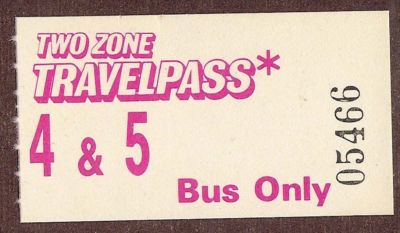 TWO ZONE
TRAVELPASS*
4 & 5
Bus Only
05466